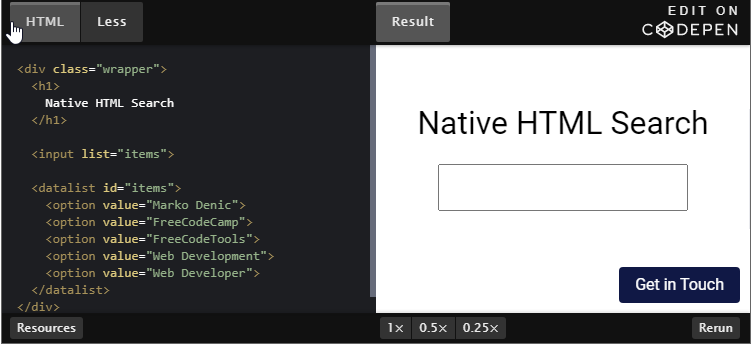 HTML Less Result EDIT ON
CODEPEN
<div class="wrapper">
<h1>
Native HTML Search
</h1>
<input list="items">
<datalist id="items">
<option value="Marko Denic">
<option value="FreeCodeCamp">
<option value="FreeCodeTools">
<option value="Web Development">
<option value="Web Developer">
</datalist>
</div>
Native HTML Search
Get in Touch
Resources 1× 0.5× 0.25× Rerun